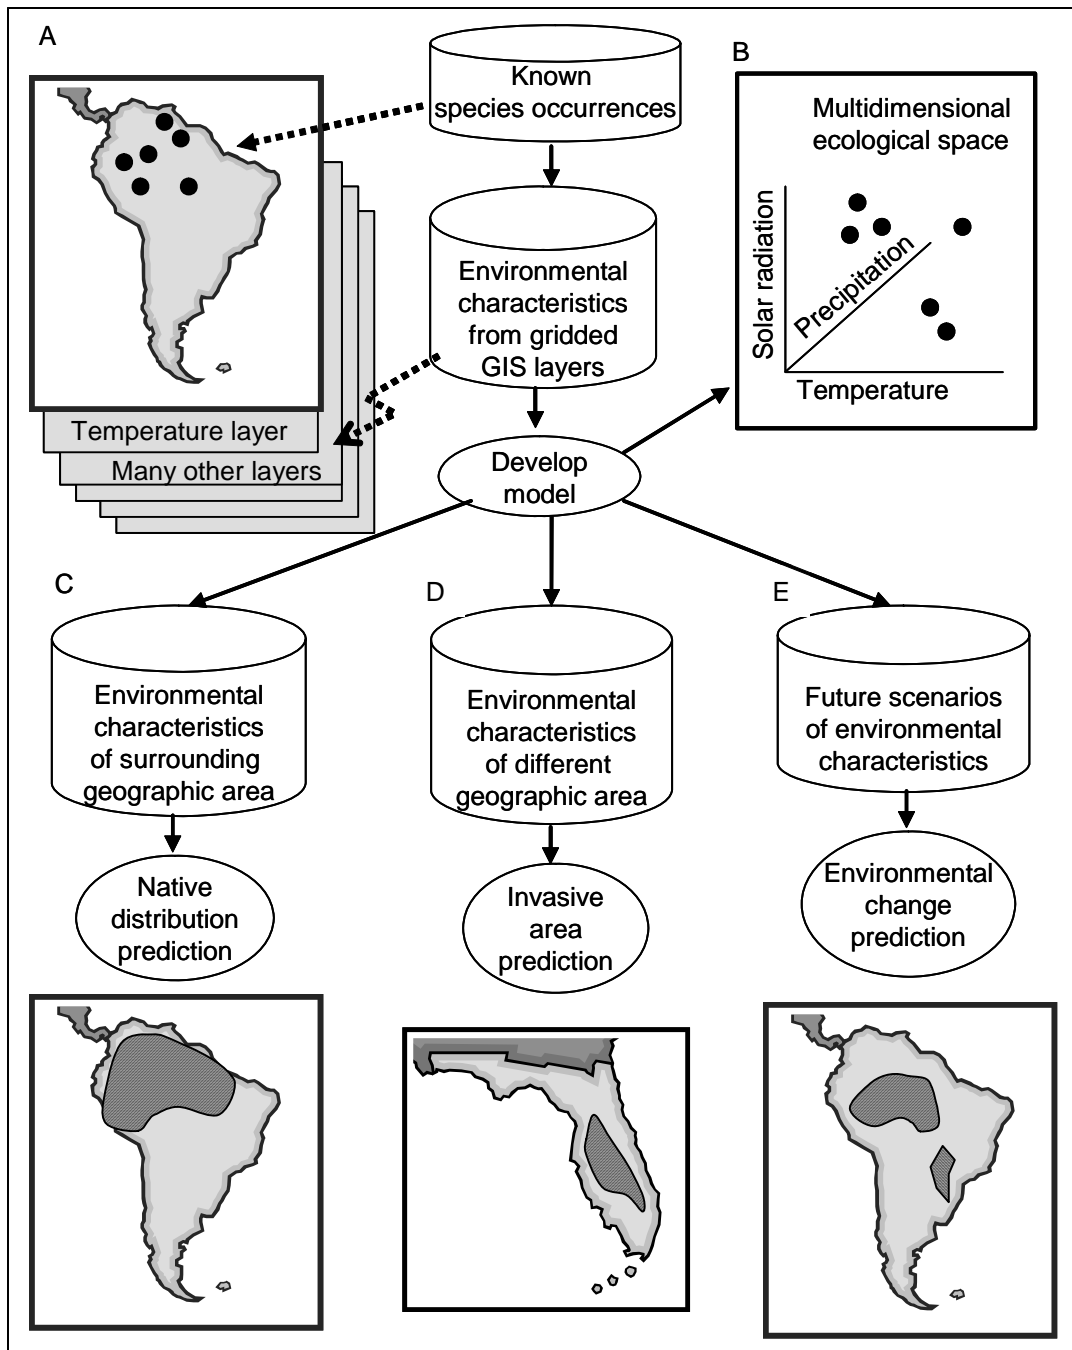 A
Known
species occurrences
B
Multidimensional
ecological space
Solar radiation
Precipitation
Temperature
Environmental
characteristics
from gridded
GIS layers
Temperature layer
Many other layers
Develop
model
C
Environmental
characteristics
of surrounding
geographic area
Native
distribution
prediction
D
Environmental
characteristics
of different
geographic area
Invasive
area
prediction
E
Future scenarios
of environmental
characteristics
Environmental
change
prediction